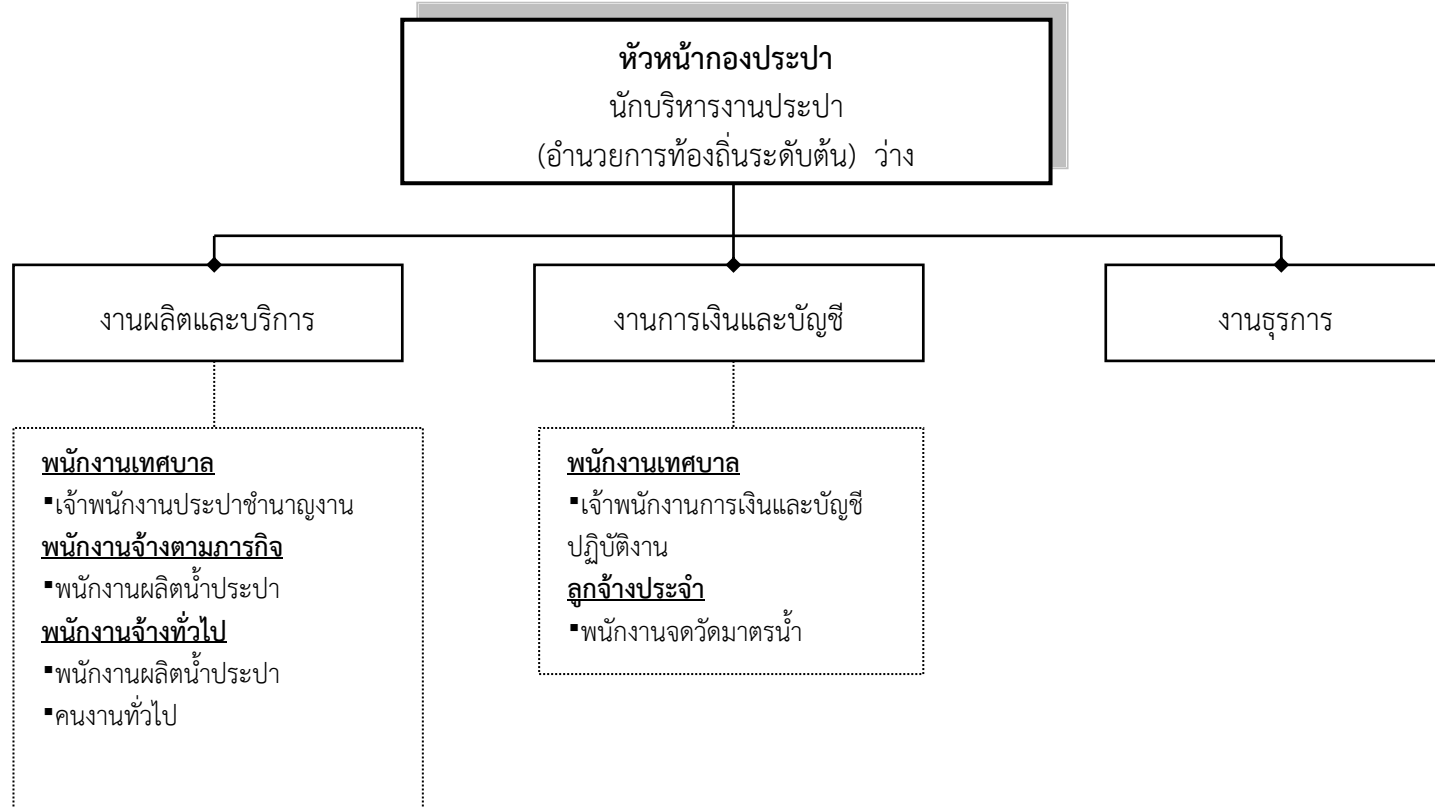 หัวหน้ากองประปา
นักบริหารงานประปา
(อำนวยการท้องถิ่นระดับต้น) ว่าง
งานผลิตและบริการ
งานการเงินและบัญชี
งานธุรการ
พนักงานเทศบาล
▪เจ้าพนักงานประปาชำนาญงาน
พนักงานจ้างตามภารกิจ
▪พนักงานผลิตน้ำประปา
พนักงานจ้างทั่วไป
▪พนักงานผลิตน้ำประปา
▪คนงานทั่วไป
พนักงานเทศบาล
▪เจ้าพนักงานการเงินและบัญชี
ปฏิบัติงาน
ลูกจ้างประจำ
▪พนักงานจดวัดมาตรน้ำ